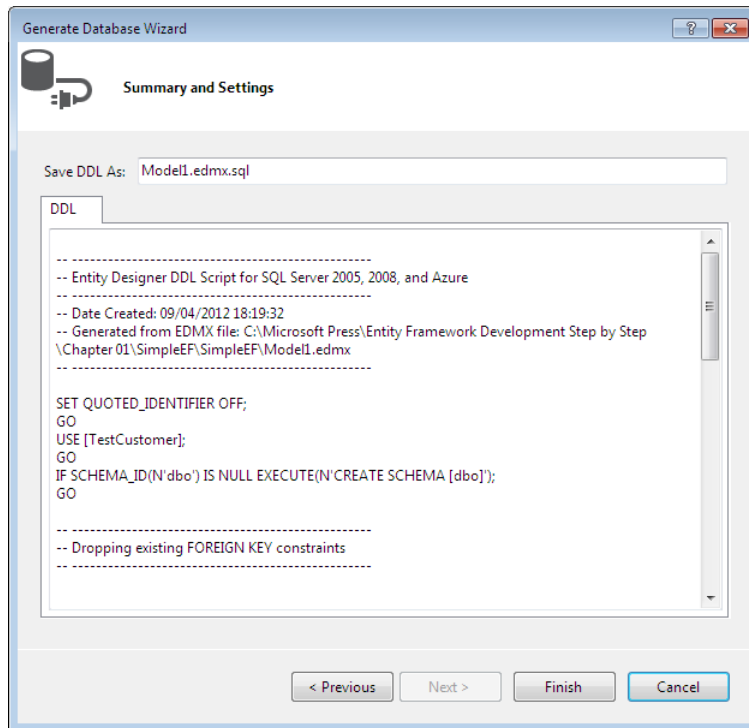 Generate Database Wizard
Summary and Settings
Save DDL As: Model1.edmx.sql
DDL
-- --------------------------------------------------
-- Entity Designer DDL Script for SQL Server 2005, 2008, and Azure
-- --------------------------------------------------
-- Date Created: 09/04/2012 18:19:32
-- Generated from EDMX file: C:\Microsoft Press\Entity Framework Development Step by Step
\Chapter 01\SimpleEF\SimpleEF\Model1.edmx
-- --------------------------------------------------
SET QUOTED_IDENTIFIER OFF;
GO
USE [TestCustomer];
GO
IF SCHEMA_ID(N'dbo') IS NULL EXECUTE(N'CREATE SCHEMA [dbo]');
GO
-- --------------------------------------------------
-- Dropping existing FOREIGN KEY constraints
-- --------------------------------------------------
< Previous Next > Finish Cancel